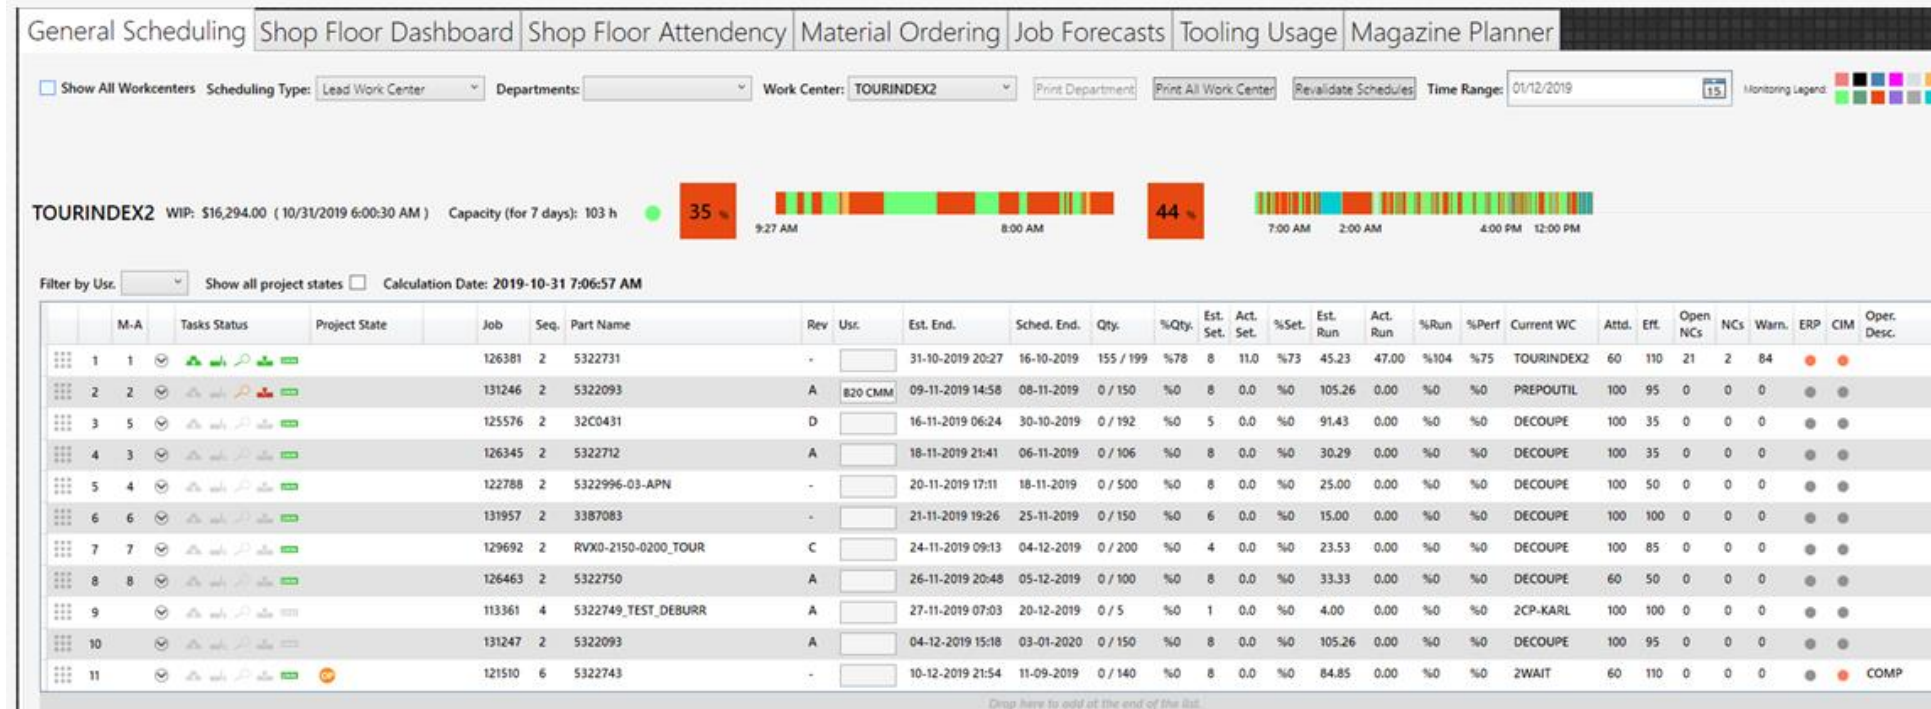 General Scheduling Shop Floor Dashboard Shop Floor Attendency Material Ordering Job Forecasts Tooling Usage Magazine Planner
Show All Workcenters Scheduling Type: Lead Work Center Departments: Work Center: TOURINDEX2 Print Department Print All Work Center Revalidate Schedules Time Range: 01/12/2019 15 Monitoring Legend:
TOURINDEX2 WIP: $16,294.00 ( 10/31/2019 6:00:30 AM ) Capacity (for 7 days): 103 h 35 % 44 %
9:27 AM 8:00 AM 7:00 AM 2:00 AM 4:00 PM 12:00 PM
Filter by Usr. Show all project states Calculation Date: 2019-10-31 7:06:57 AM
M-A Tasks Status Project State Job Seq. Part Name Rev Usr. Est. End. Sched. End. Qty. %Qty. Est. Set. Act. Set. %Set. Est. Run Act. Run %Run %Perf Current WC Attd. Eff. Open NCs NCs Warn. ERP CIM Oper. Desc.
1 1 126381 2 5322731 - 31-10-2019 20:27 16-10-2019 155 / 199 %78 8 11.0 %73 45.23 47.00 %104 %75 TOURINDEX2 60 110 21 2 84
2 2 131246 2 5322093 A B20 CMM 09-11-2019 14:58 08-11-2019 0 / 150 %0 8 0.0 %0 105.26 0.00 %0 %0 PREPOUTIL 100 95 0 0 0
3 5 125576 2 32C0431 D 16-11-2019 06:24 30-10-2019 0 / 192 %0 5 0.0 %0 91.43 0.00 %0 %0 DECOUPE 100 35 0 0 0
4 3 126345 2 5322712 A 18-11-2019 21:41 06-11-2019 0 / 106 %0 8 0.0 %0 30.29 0.00 %0 %0 DECOUPE 100 35 0 0 0
5 4 122788 2 5322996-03-APN - 20-11-2019 17:11 18-11-2019 0 / 500 %0 8 0.0 %0 25.00 0.00 %0 %0 DECOUPE 100 50 0 0 0
6 6 131957 2 33B7083 - 21-11-2019 19:26 25-11-2019 0 / 150 %0 6 0.0 %0 15.00 0.00 %0 %0 DECOUPE 100 100 0 0 0
7 7 129692 2 RVX0-2150-0200_TOUR C 24-11-2019 09:13 04-12-2019 0 / 200 %0 4 0.0 %0 23.53 0.00 %0 %0 DECOUPE 100 85 0 0 0
8 8 126463 2 5322750 A 26-11-2019 20:48 05-12-2019 0 / 100 %0 8 0.0 %0 33.33 0.00 %0 %0 DECOUPE 60 50 0 0 0
9 113361 4 5322749_TEST_DEBURR A 27-11-2019 07:03 20-12-2019 0 / 5 %0 1 0.0 %0 4.00 0.00 %0 %0 2CP-KARL 100 100 0 0 0
10 131247 2 5322093 A 04-12-2019 15:18 03-01-2020 0 / 150 %0 8 0.0 %0 105.26 0.00 %0 %0 DECOUPE 100 95 0 0 0
11 OP 121510 6 5322743 - 10-12-2019 21:54 11-09-2019 0 / 140 %0 8 0.0 %0 84.85 0.00 %0 %0 2WAIT 60 110 0 0 0 COMP
Drop here to add at the end of the list.